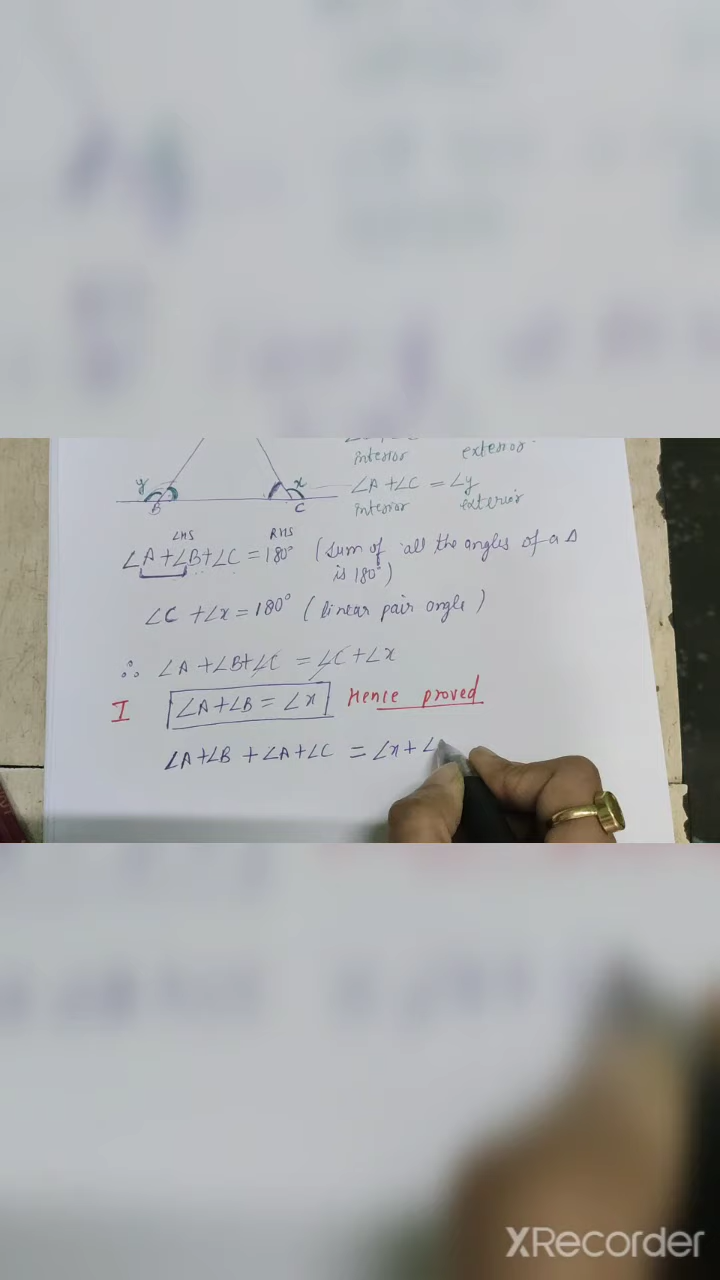 interior exterior.
y x
∠A + ∠C = ∠y
B C
interior exterior
LHS RHS
∠A + ∠B + ∠C = 180° (Sum of all the angles of a Δ
is 180°)
∠C + ∠x = 180° (linear pair angle)
∴ ∠A + ∠B + ∠C = ∠C + ∠x
I ∠A + ∠B = ∠x Hence proved
∠A + ∠B + ∠A + ∠C = ∠x + ∠
XRecorder